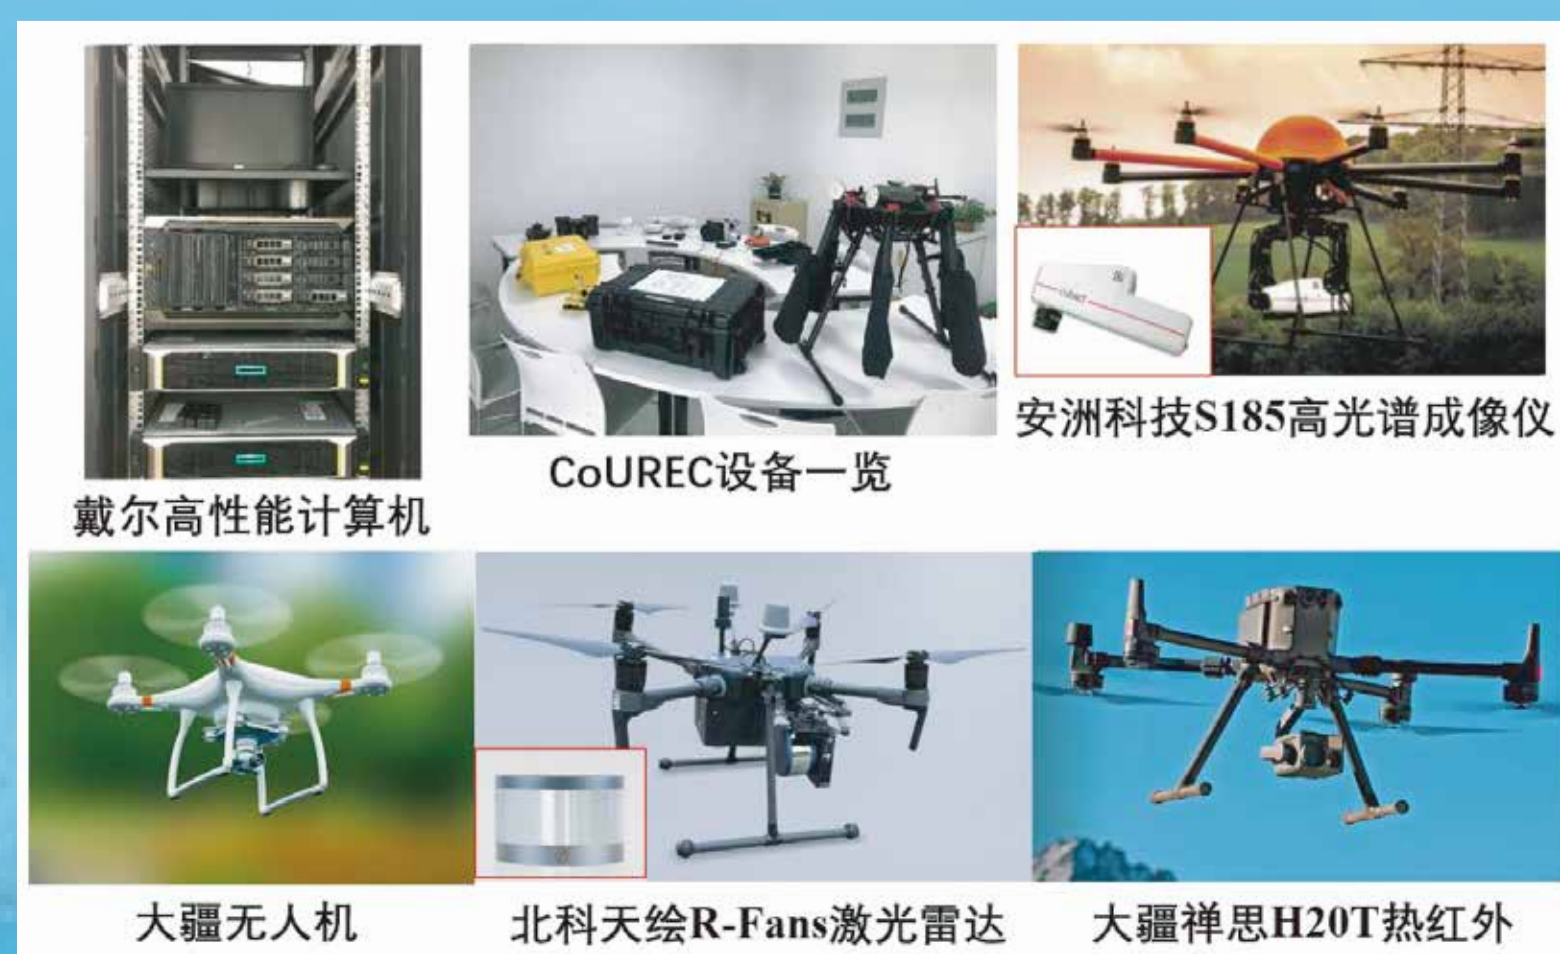 戴尔高性能计算机
CoUREC设备一览
安洲科技S185高光谱成像仪
大疆无人机
北科天绘R-Fans激光雷达
大疆禅思H20T热红外